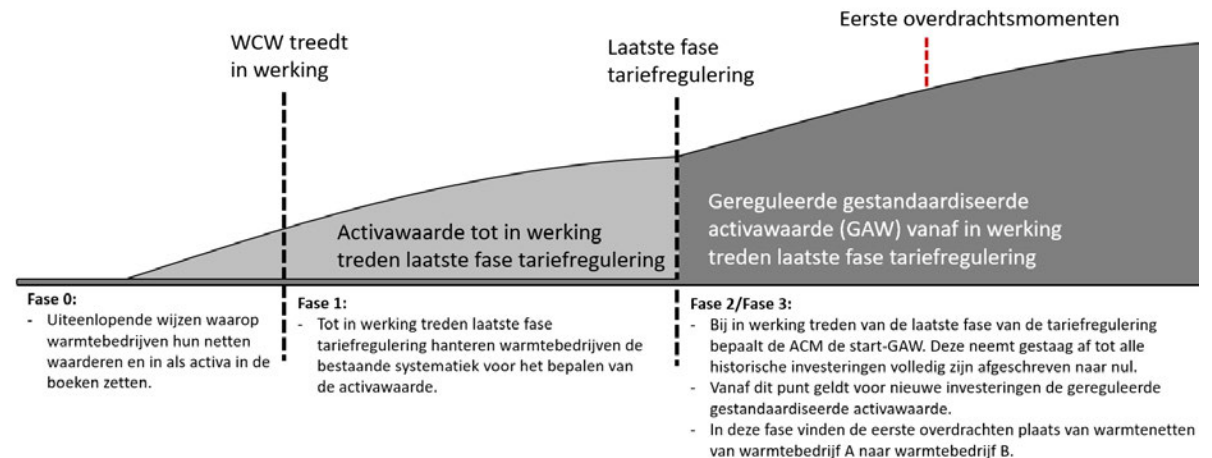 Eerste overdrachtsmomenten
WCW treedt
in werking
Laatste fase
tariefregulering
Activawaarde tot in werking
treden laatste fase tariefregulering
Gereguleerde gestandaardiseerde
activawaarde (GAW) vanaf in werking
treden laatste fase tariefregulering
Fase 0:
- Uiteenlopende wijzen waarop
warmtebedrijven hun netten
waarderen en in als activa in de
boeken zetten.
Fase 1:
- Tot in werking treden laatste fase
tariefregulering hanteren warmtebedrijven de
bestaande systematiek voor het bepalen van
de activawaarde.
Fase 2/Fase 3:
- Bij in werking treden van de laatste fase van de tariefregulering
bepaalt de ACM de start-GAW. Deze neemt gestaag af tot alle
historische investeringen volledig zijn afgeschreven naar nul.
- Vanaf dit punt geldt voor nieuwe investeringen de gereguleerde
gestandaardiseerde activawaarde.
- In deze fase vinden de eerste overdrachten plaats van warmtenetten
van warmtebedrijf A naar warmtebedrijf B.